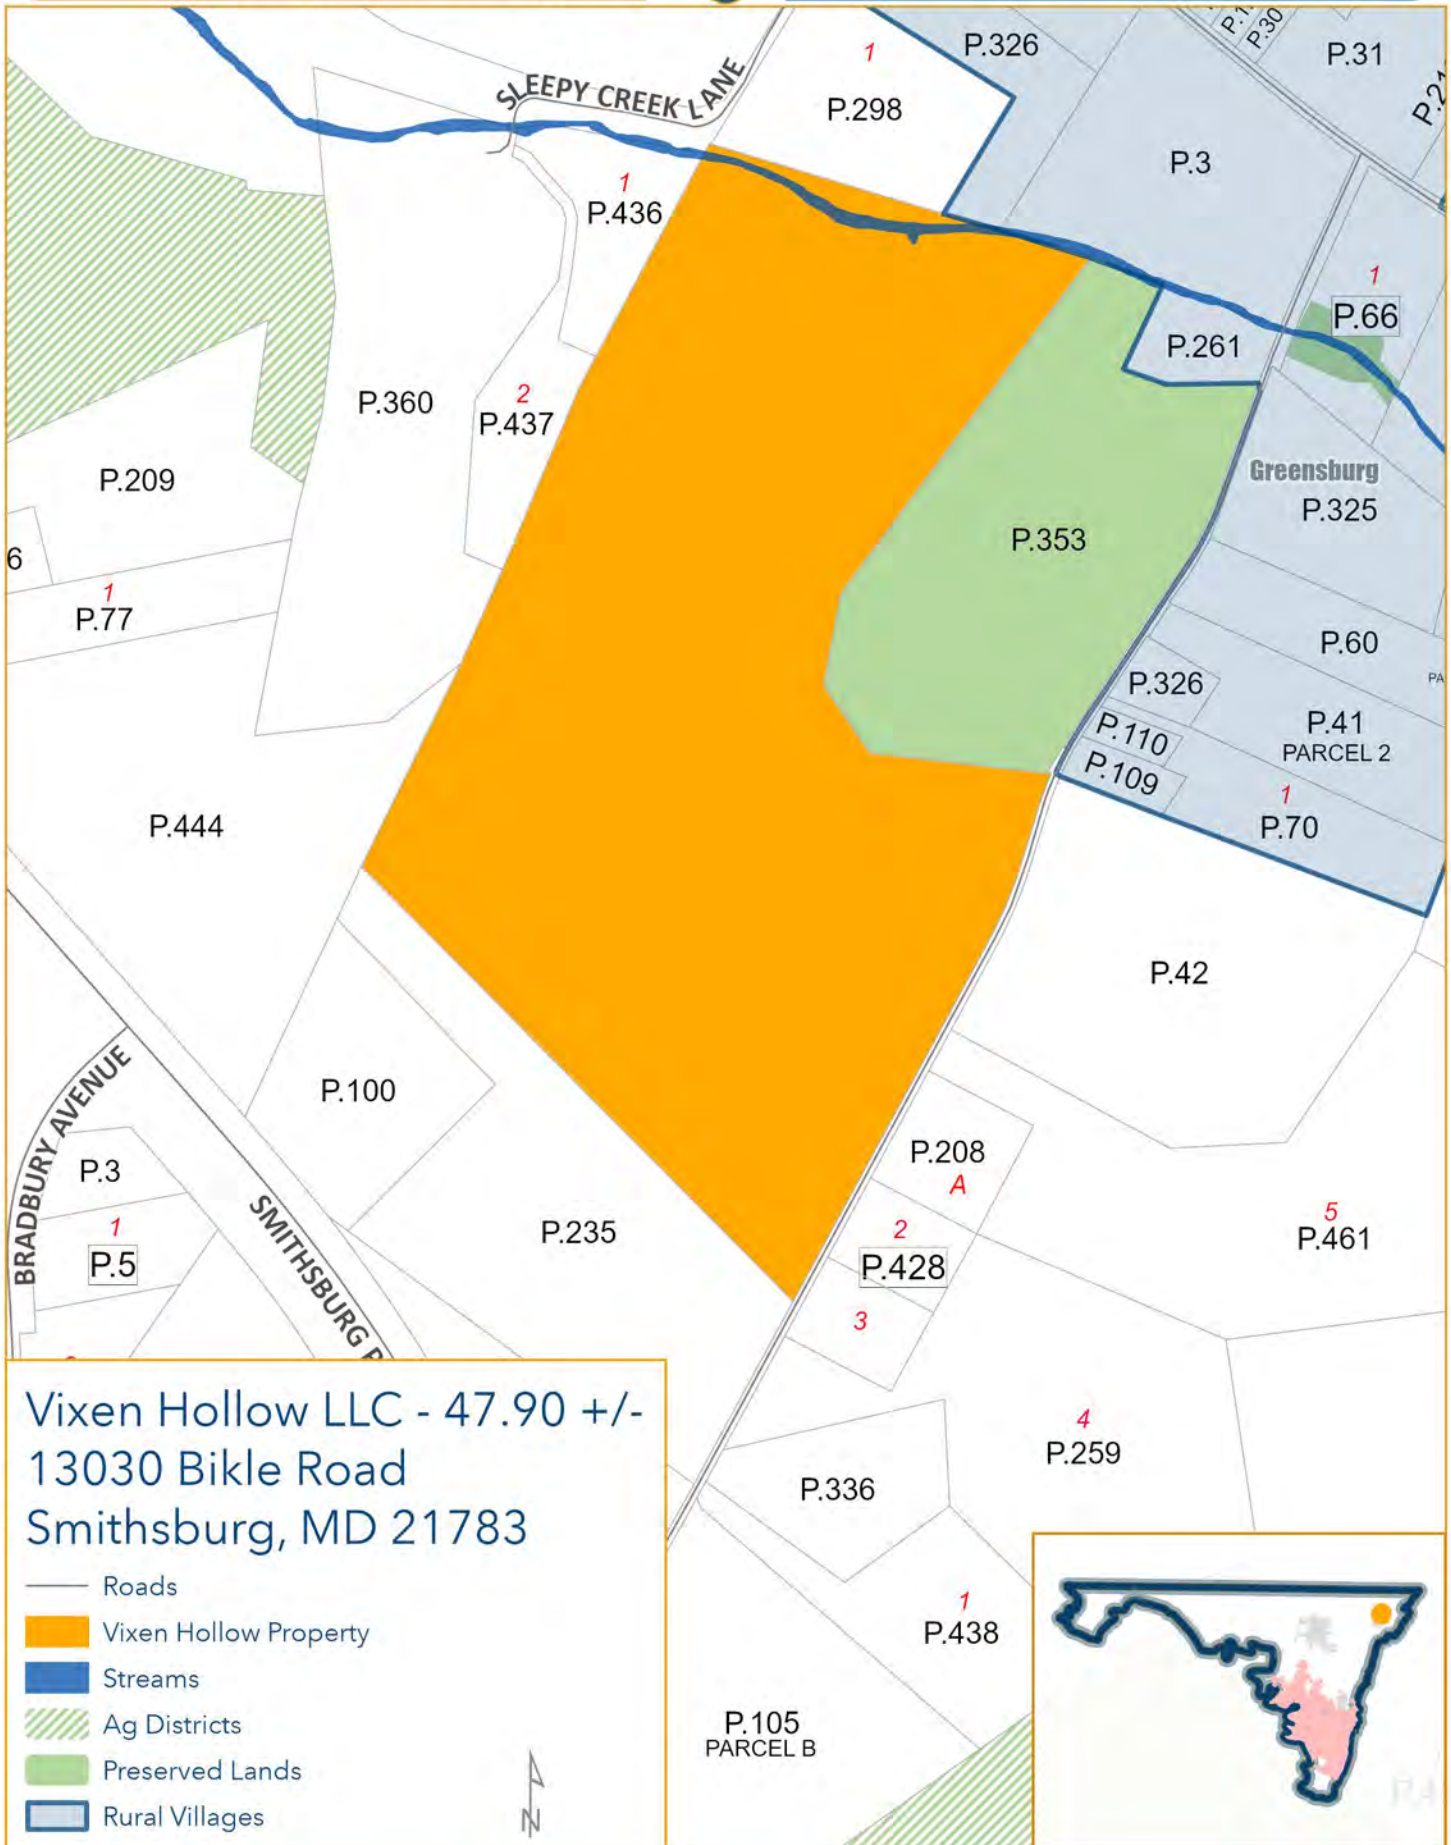 P.326
P.30
P.31
1
P.298
SLEEPY CREEK LANE
P.3
1
P.436
1
P.66
P.261
P.360
2
P.437
P.209
Greensburg
P.325
P.353
6
1
P.77
P.60
P.326
PA
P.41
PARCEL 2
P.110
P.109
1
P.70
P.444
P.42
BRADBURY AVENUE
P.100
P.3
P.208
A
1
P.5
SMITHSBURG
P.235
2
P.428
5
P.461
3
4
P.259
P.336
1
P.438
P.105
PARCEL B
Vixen Hollow LLC - 47.90 +/-
13030 Bikle Road
Smithsburg, MD 21783
Roads
Vixen Hollow Property
Streams
Ag Districts
Preserved Lands
Rural Villages
N